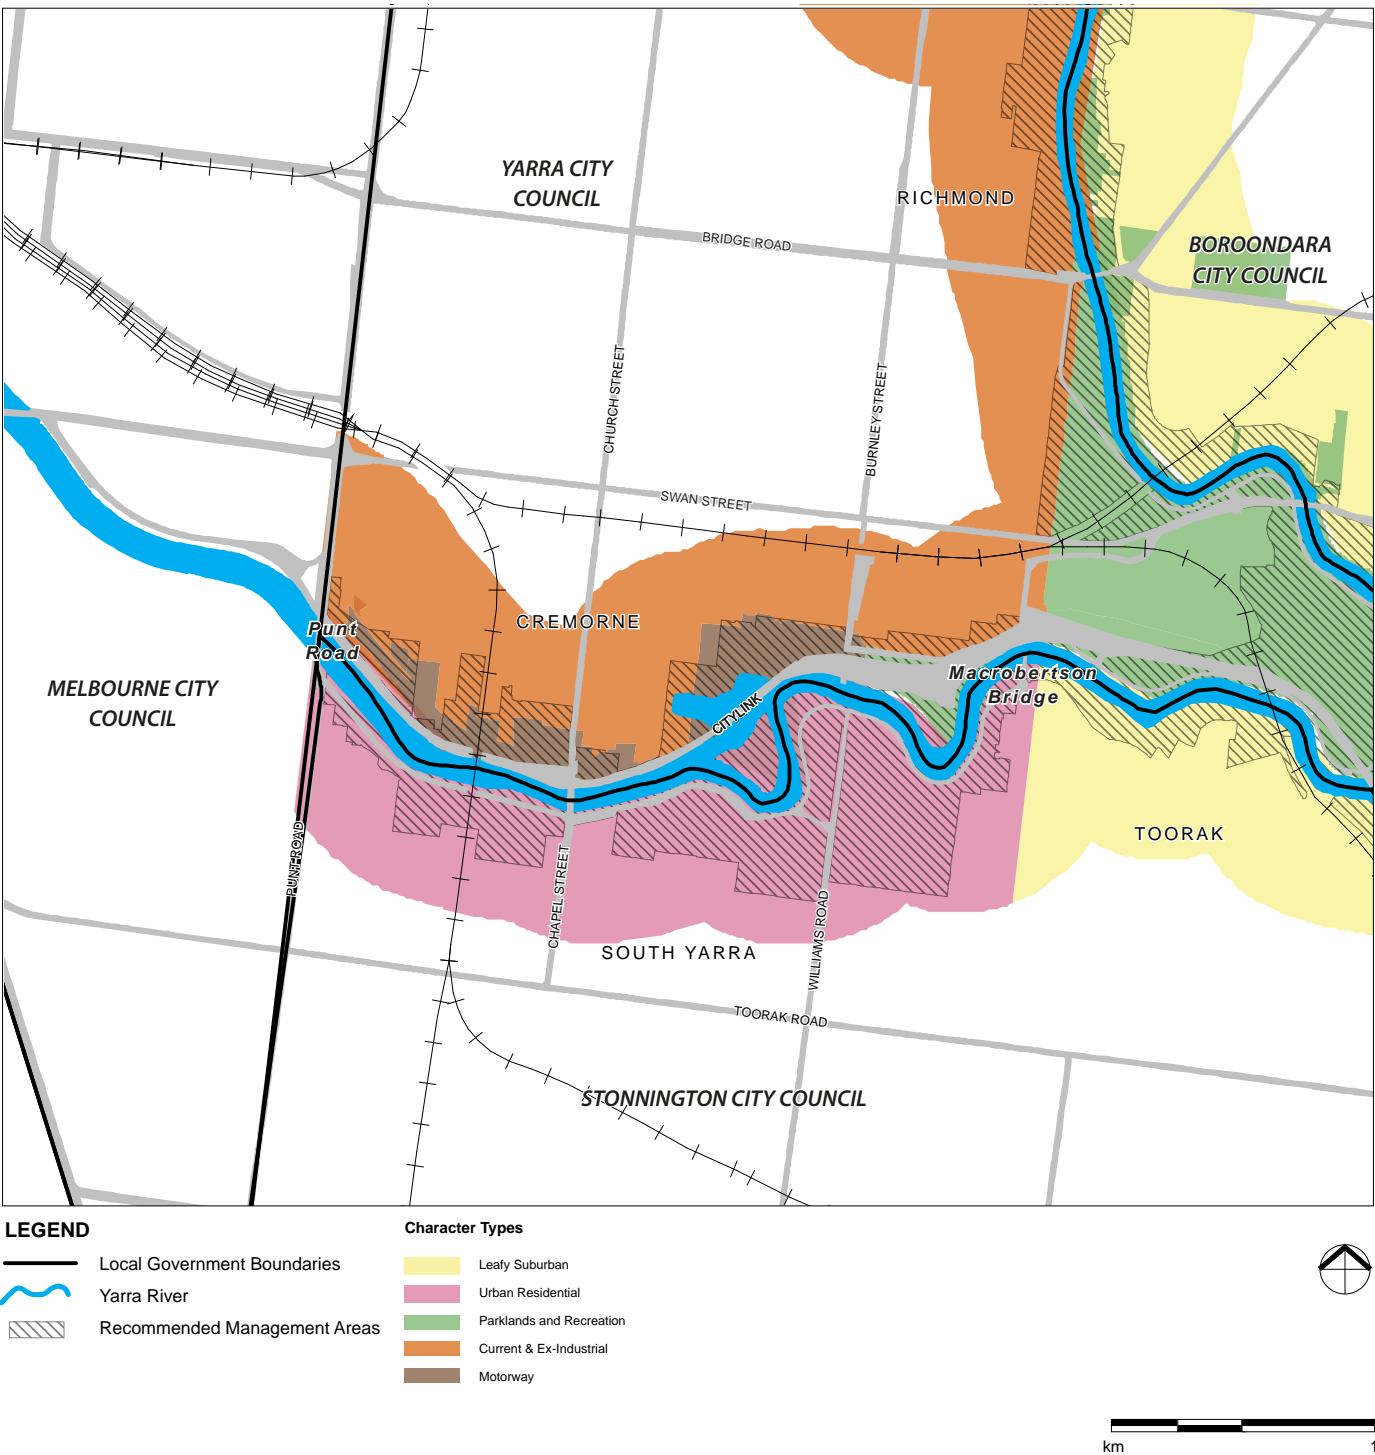 YARRA CITY
COUNCIL
RICHMOND
BRIDGE ROAD
BOROONDARA
CITY COUNCIL
CHURCH STREET
BURNLEY STREET
SWAN STREET
CREMORNE
Punt
Road
MELBOURNE CITY
COUNCIL
Macrobertson
Bridge
CITYLINK
TOORAK
PUNT ROAD
CHAPEL STREET
WILLIAMS ROAD
SOUTH YARRA
TOORAK ROAD
STONNINGTON CITY COUNCIL
LEGEND
Local Government Boundaries
Yarra River
Recommended Management Areas
Character Types
Leafy Suburban
Urban Residential
Parklands and Recreation
Current & Ex-Industrial
Motorway
km 1